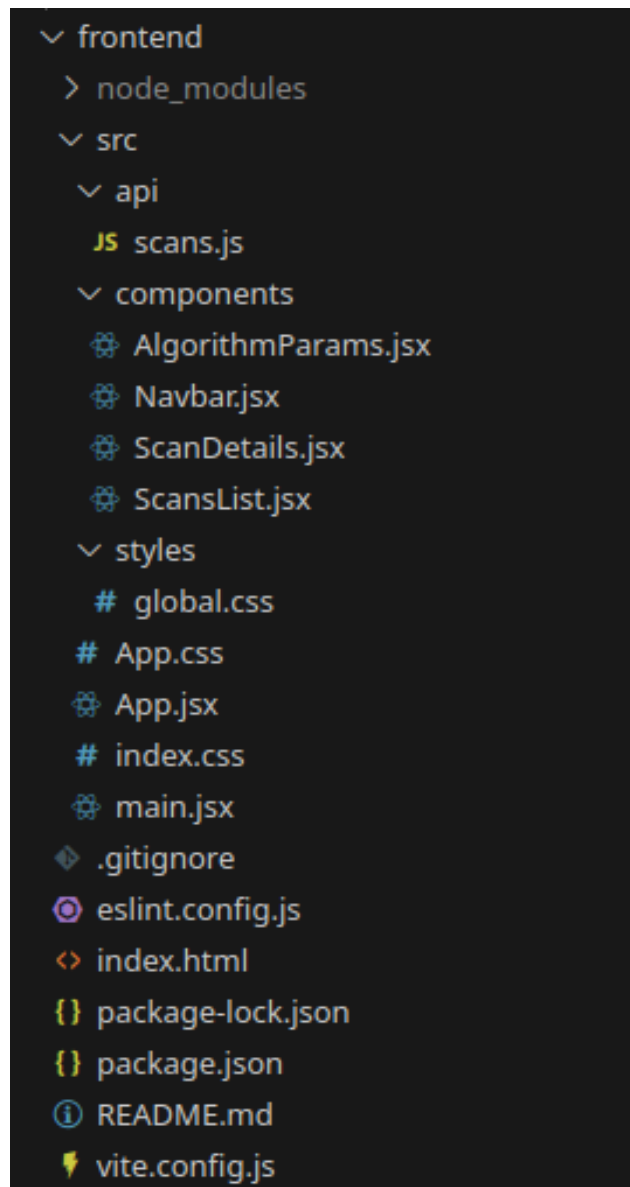 frontend
node_modules
src
api
JS scans.js
components
AlgorithmParams.jsx
Navbar.jsx
ScanDetails.jsx
ScansList.jsx
styles
# global.css
# App.css
App.jsx
# index.css
main.jsx
.gitignore
eslint.config.js
<> index.html
{} package-lock.json
{} package.json
README.md
vite.config.js